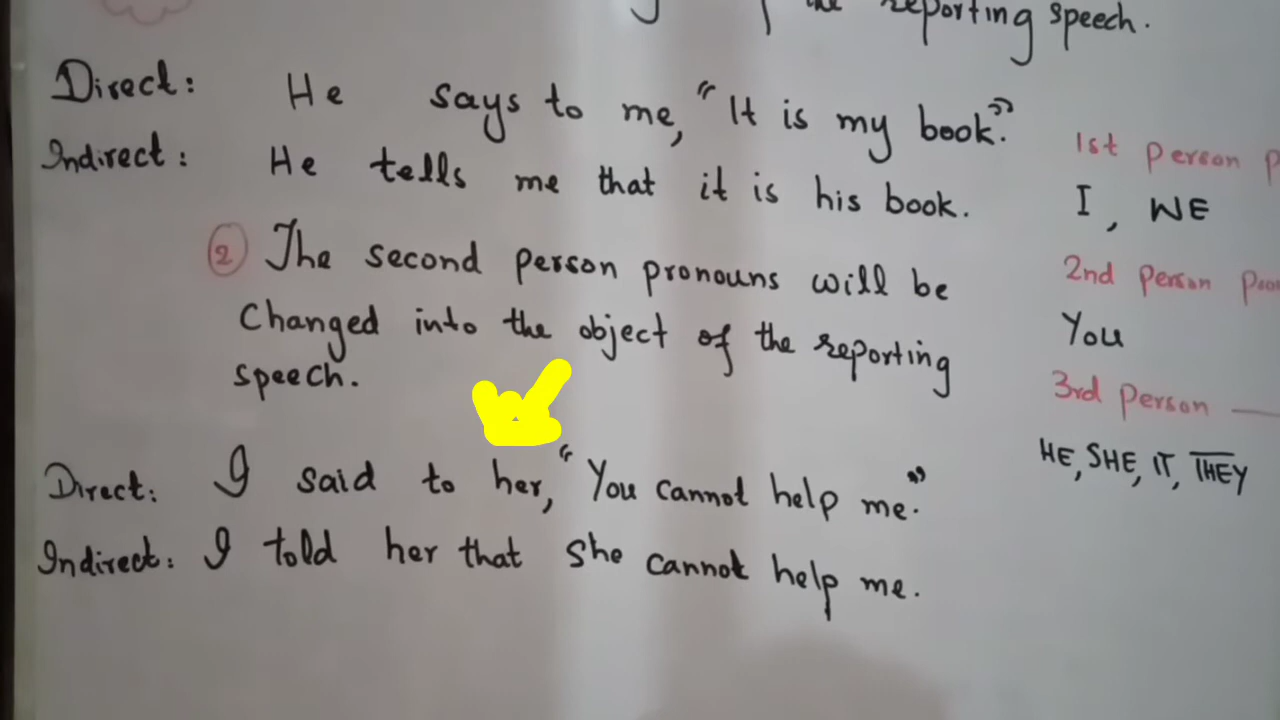 the reporting speech.
Direct: He says to me, "It is my book."
Indirect: He tells me that it is his book.
② The second person pronouns will be
Changed into the object of the reporting
speech.
Direct: I said to her, "You cannot help me."
Indirect: I told her that she cannot help me.
1st person
I, WE
2nd person
You
3rd person —
HE, SHE, IT, THEY